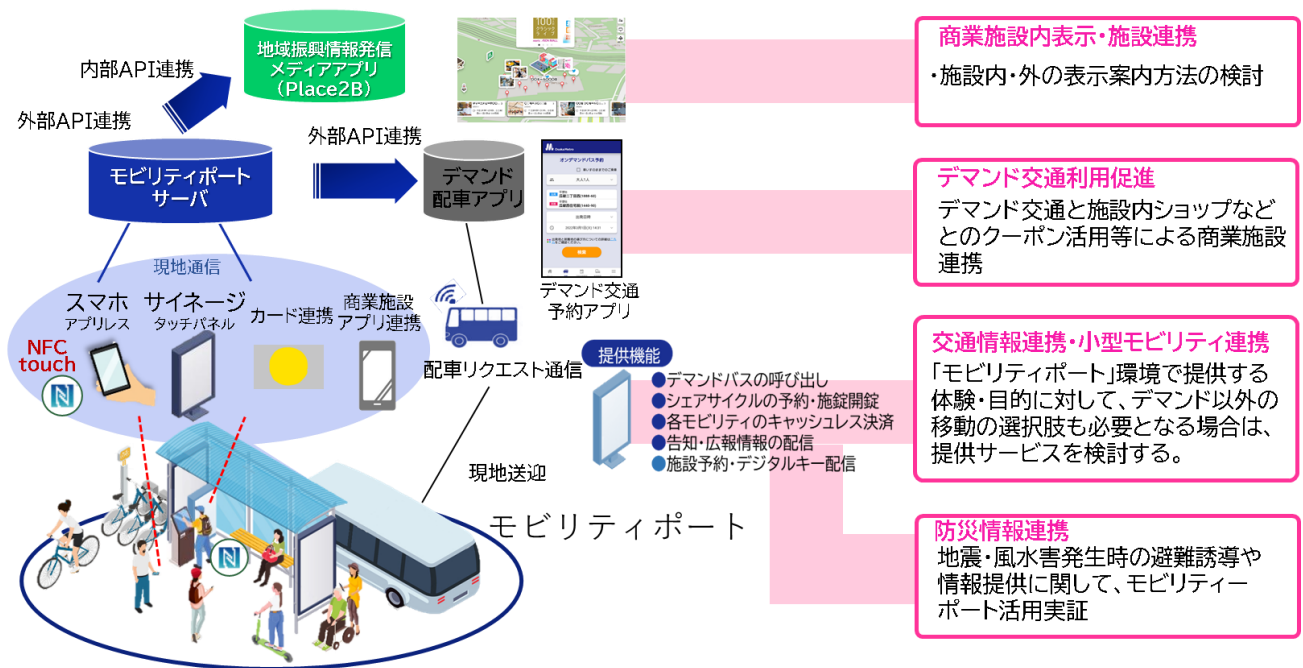 地域振興情報発信
メディアアプリ
（Place2B）
内部API連携
外部API連携
外部API連携
モビリティポート
サーバ
デマンド
配車アプリ
オンデマンドバス予約
デマンド交通
予約アプリ
現地通信
スマホ
アプリレス
サイネージ
タッチパネル
カード連携
商業施設
アプリ連携
NFC
touch
配車リクエスト通信
現地送迎
モビリティポート
提供機能
●デマンドバスの呼び出し
●シェアサイクルの予約・施錠開錠
●各モビリティのキャッシュレス決済
●告知・広報情報の配信
●施設予約・デジタルキー配信
商業施設内表示・施設連携
・施設内・外の表示案内方法の検討
デマンド交通利用促進
デマンド交通と施設内ショップなど
とのクーポン活用等による商業施設
連携
交通情報連携・小型モビリティ連携
「モビリティポート」環境で提供する
体験・目的に対して、デマンド以外の
移動の選択肢も必要となる場合は、
提供サービスを検討する。
防災情報連携
地震・風水害発生時の避難誘導や
情報提供に関して、モビリティー
ポート活用実証